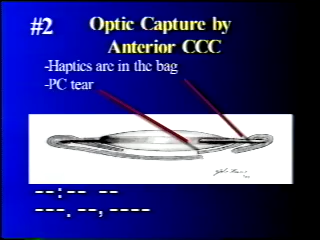 #2
Optic Capture by
Anterior CCC
-Haptics are in the bag
-PC tear
--:-- --
---. --, ----